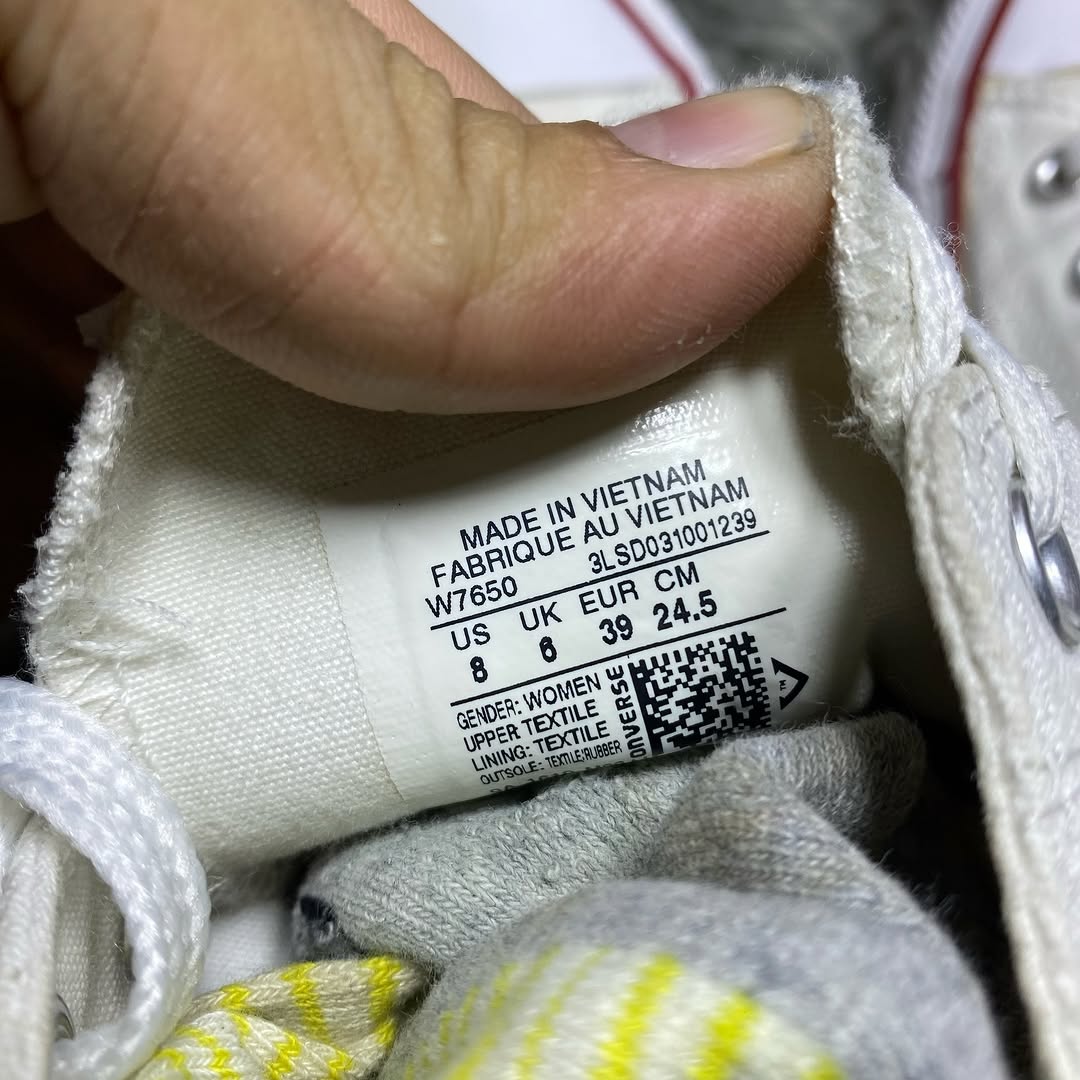 MADE IN VIETNAM
FABRIQUE AU VIETNAM
W7650 3LSD031001239
US UK EUR CM
8 6 39 24.5
GENDER: WOMEN
UPPER TEXTILE
LINING: TEXTILE
OUTSOLE: TEXTILE;RUBBER
CONVERSE
TM